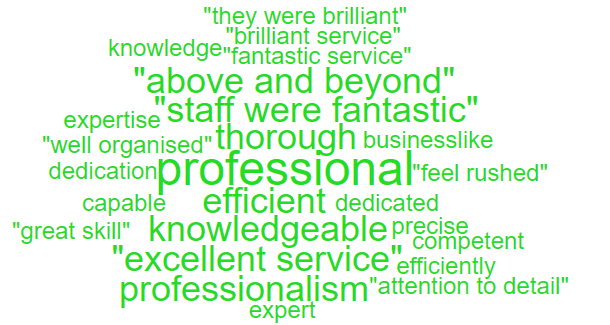 "they were brilliant"
"brilliant service"
knowledge
"fantastic service"
"above and beyond"
"staff were fantastic"
expertise
thorough
businesslike
"well organised"
professional
"feel rushed"
dedication
efficient
capable
dedicated
knowledgeable
precise
"great skill"
competent
"excellent service"
efficiently
professionalism
"attention to detail"
expert